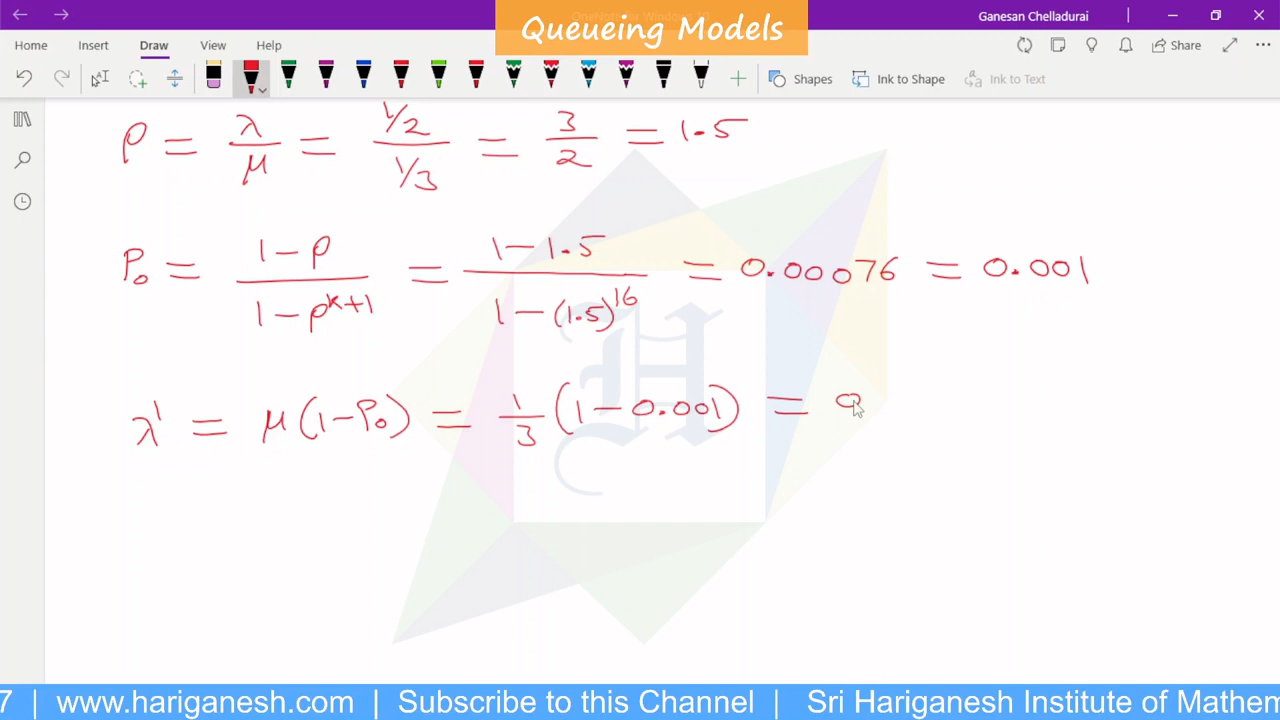 Queueing Models
Ganesan Chelladurai
Home Insert Draw View Help
Share
Shapes
Ink to Shape
Ink to Text
ρ = λ/μ = (1/2)/(1/3) = 3/2 = 1.5
P₀ = (1-ρ)/(1-ρᴷ⁺¹) = (1-1.5)/(1-(1.5)¹⁶) = 0.00076 = 0.001
λ' = μ(1-P₀) = 1/3 (1-0.001) =
H
7 | www.hariganesh.com | Subscribe to this Channel | Sri Hariganesh Institute of Mathem